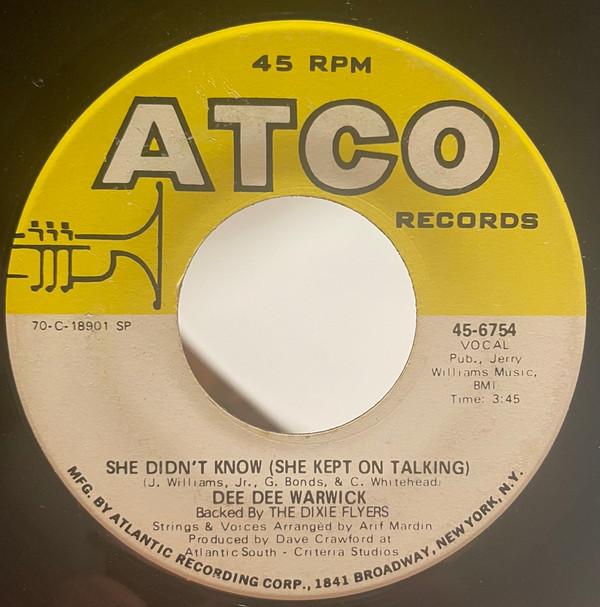 45 RPM
ATCO
RECORDS
70-C-18901 SP
45-6754
VOCAL
Pub., Jerry
Williams Music,
BMI
Time: 3:45
SHE DIDN'T KNOW (SHE KEPT ON TALKING)
(J. Williams, Jr., G. Bonds, & C. Whitehead)
DEE DEE WARWICK
Backed By THE DIXIE FLYERS
Strings & Voices Arranged by Arif Mardin
Produced by Dave Crawford at
Atlantic South - Criteria Studios
MFG. BY ATLANTIC RECORDING CORP., 1841 BROADWAY, NEW YORK, N.Y.